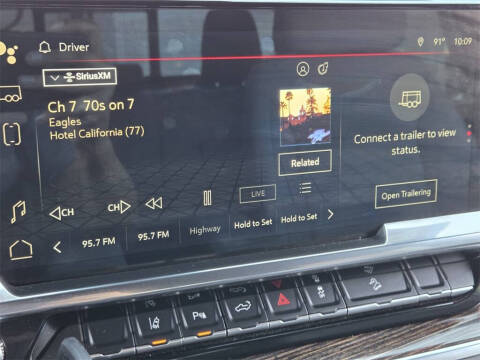 Driver
91° 10:09
SiriusXM
Ch 7 70s on 7
Eagles
Hotel California (77)
Related
Connect a trailer to view
status.
Open Trailering
CH
CH
LIVE
95.7 FM
95.7 FM
Highway
Hold to Set
Hold to Set
P